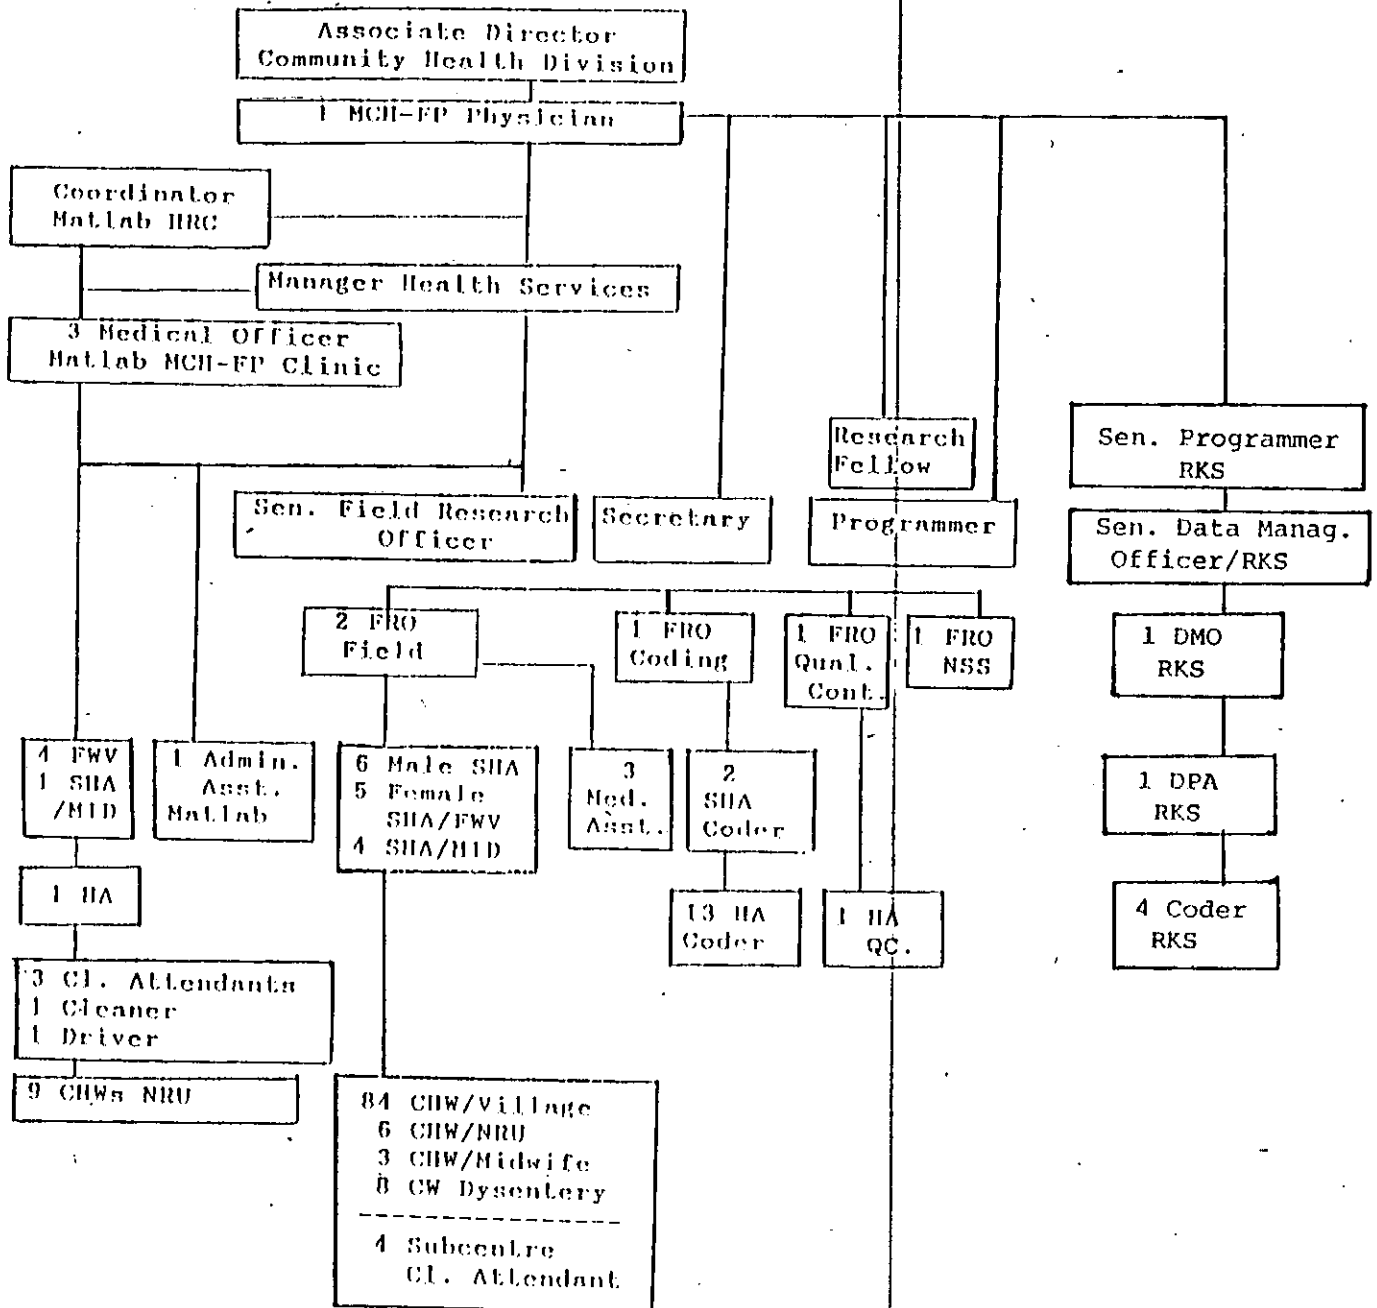 Associate Director
Community Health Division
1 MCH-FP Physician
Coordinator
Matlab HRC
Manager Health Services
3 Medical Officer
Matlab MCH-FP Clinic
Research
Fellow
Sen. Programmer
RKS
Sen. Field Research
Officer
Secretary
Programmer
Sen. Data Manag.
Officer/RKS
2 FRO
Field
1 FRO
Coding
1 FRO
Qual.
Cont.
1 FRO
NSS
1 DMO
RKS
4 FWV
1 SHA
/MID
1 Admin.
Asst.
Matlab
6 Male SHA
5 Female
SHA/FWV
4 SHA/MID
3
Med.
Asst.
2
SHA
Coder
1 DPA
RKS
1 HA
13 HA
Coder
1 HA
QC.
4 Coder
RKS
3 Cl. Attendants
1 Cleaner
1 Driver
9 CHWs NRU
84 CHW/Village
6 CHW/NRU
3 CHW/Midwife
8 CW Dysentery
4 Subcentre
Cl. Attendant